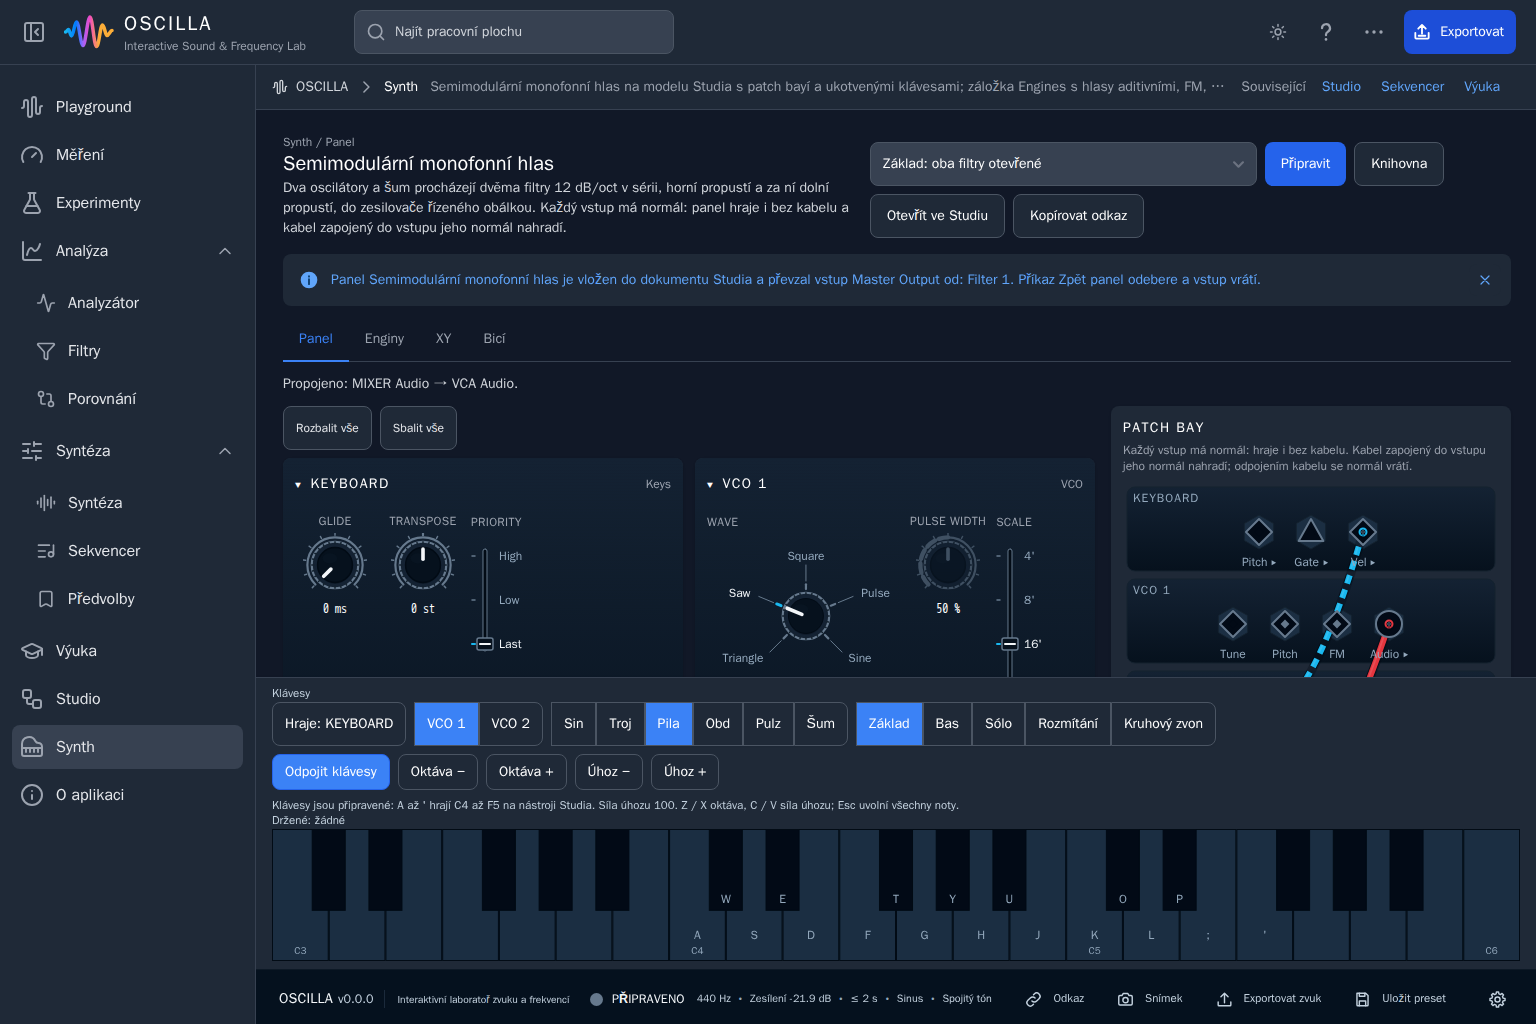 OSCILLA
Interactive Sound & Frequency Lab
Najít pracovní plochu
?
Exportovat
Playground
Měření
Experimenty
Analýza
Analyzátor
Filtry
Porovnání
Syntéza
Syntéza
Sekvencer
Předvolby
Výuka
Studio
Synth
O aplikaci
OSCILLA > Synth Semimodulární monofonní hlas na modelu Studia s patch bayí a ukotvenými klávesami; záložka Engines s hlasy aditivními, FM, ⋯ Související Studio Sekvencer Výuka
Synth / Panel
Semimodulární monofonní hlas
Dva oscilátory a šum procházejí dvěma filtry 12 dB/oct v sérii, horní propustí a za ní dolní
propustí, do zesilovače řízeného obálkou. Každý vstup má normál: panel hraje i bez kabelu a
kabel zapojený do vstupu jeho normál nahradí.
Základ: oba filtry otevřené
Připravit
Knihovna
Otevřít ve Studiu
Kopírovat odkaz
Panel Semimodulární monofonní hlas je vložen do dokumentu Studia a převzal vstup Master Output od: Filter 1. Příkaz Zpět panel odebere a vstup vrátí.
Panel Enginy XY Bicí
Propojeno: MIXER Audio → VCA Audio.
Rozbalit vše
Sbalit vše
▾ KEYBOARD Keys
GLIDE TRANSPOSE PRIORITY
High
Low
Last
0 ms 0 st
▾ VCO 1 VCO
WAVE PULSE WIDTH SCALE
Square
Saw Pulse
Triangle Sine
50 %
4'
8'
16'
PATCH BAY
Každý vstup má normál: hraje i bez kabelu. Kabel zapojený do vstupu
jeho normál nahradí; odpojením kabelu se normál vrátí.
KEYBOARD
Pitch ▸ Gate ▸ Vel ▸
VCO 1
Tune Pitch FM Audio ▸
Klávesy
Hraje: KEYBOARD VCO 1 VCO 2 Sin Troj Pila Obd Pulz Šum Základ Bas Sólo Rozmítání Kruhový zvon
Odpojit klávesy Oktáva − Oktáva + Úhoz − Úhoz +
Klávesy jsou připravené: A až ' hrají C4 až F5 na nástroji Studia. Síla úhozu 100. Z / X oktáva, C / V síla úhozu; Esc uvolní všechny noty.
Držené: žádné
W E T Y U O P
A S D F G H J K L ; '
C3 C4 C5 C6
OSCILLA v0.0.0 Interaktivní laboratoř zvuku a frekvencí PŘIPRAVENO 440 Hz • Zesílení -21.9 dB • ≤ 2 s • Sinus • Spojitý tón Odkaz Snímek Exportovat zvuk Uložit preset